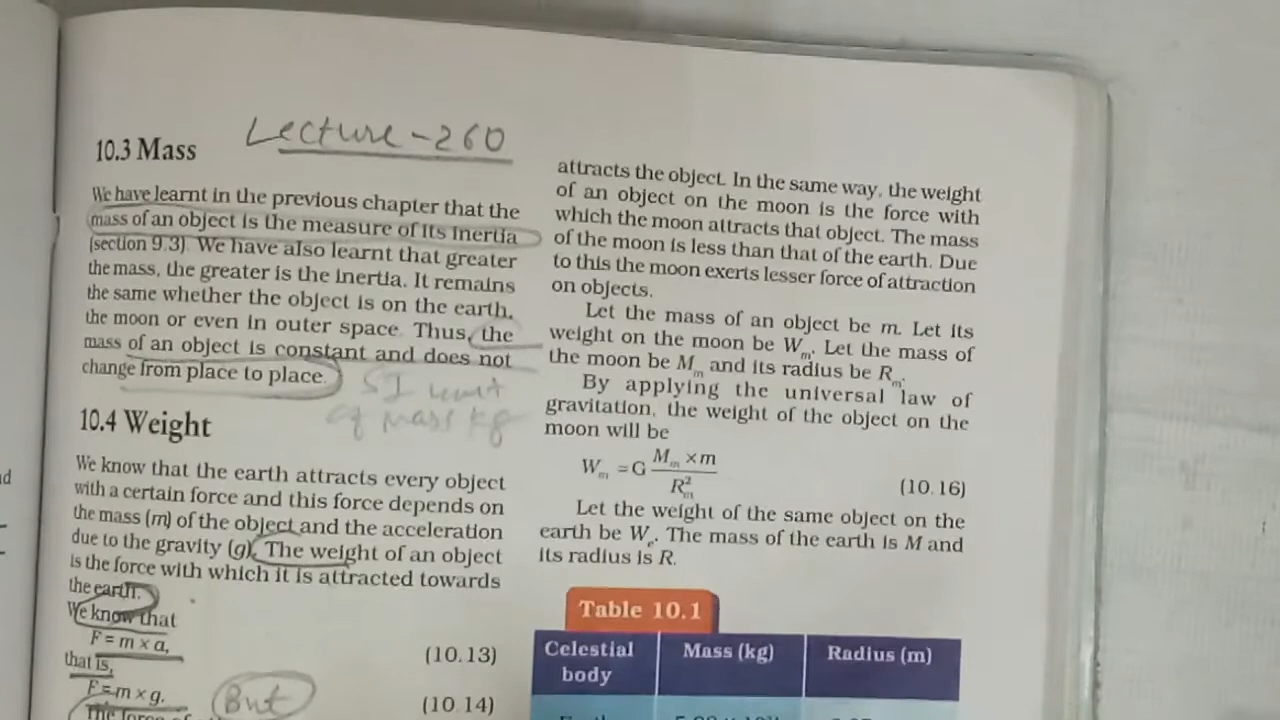 Lecture-260
10.3 Mass
We have learnt in the previous chapter that the
mass of an object is the measure of its inertia
(section 9.3). We have also learnt that greater
the mass, the greater is the inertia. It remains
the same whether the object is on the earth,
the moon or even in outer space. Thus, the
mass of an object is constant and does not
change from place to place.
SI unit
of mass kg
10.4 Weight
We know that the earth attracts every object
with a certain force and this force depends on
the mass (m) of the object and the acceleration
due to the gravity (g). The weight of an object
is the force with which it is attracted towards
the earth.
We know that
F = m × a, (10.13)
that is,
F = m × g. (10.14)
But
The force of
attracts the object. In the same way, the weight
of an object on the moon is the force with
which the moon attracts that object. The mass
of the moon is less than that of the earth. Due
to this the moon exerts lesser force of attraction
on objects.
Let the mass of an object be m. Let its
weight on the moon be Wm. Let the mass of
the moon be Mm and its radius be Rm.
By applying the universal law of
gravitation, the weight of the object on the
moon will be
Wm = G Mm × m / R²m (10.16)
Let the weight of the same object on the
earth be We. The mass of the earth is M and
its radius is R.
Table 10.1
Celestial body Mass (kg) Radius (m)